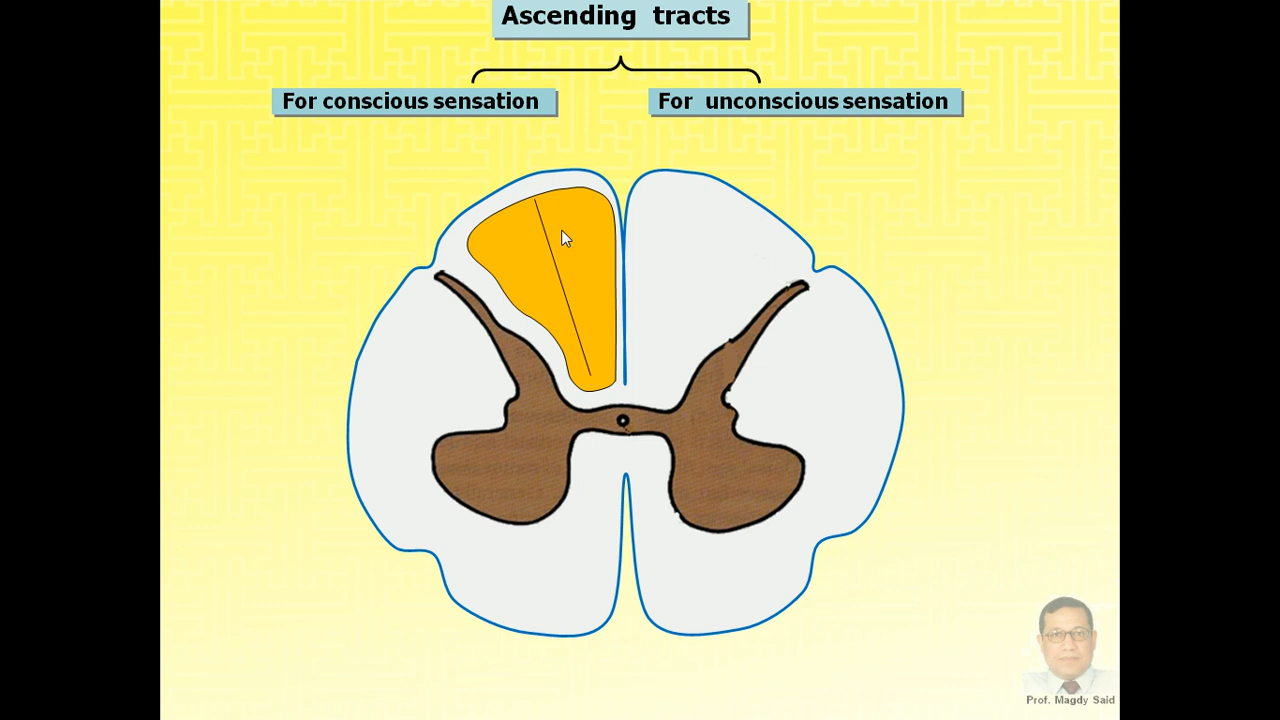 Ascending tracts
For conscious sensation
For unconscious sensation
Prof. Magdy Said